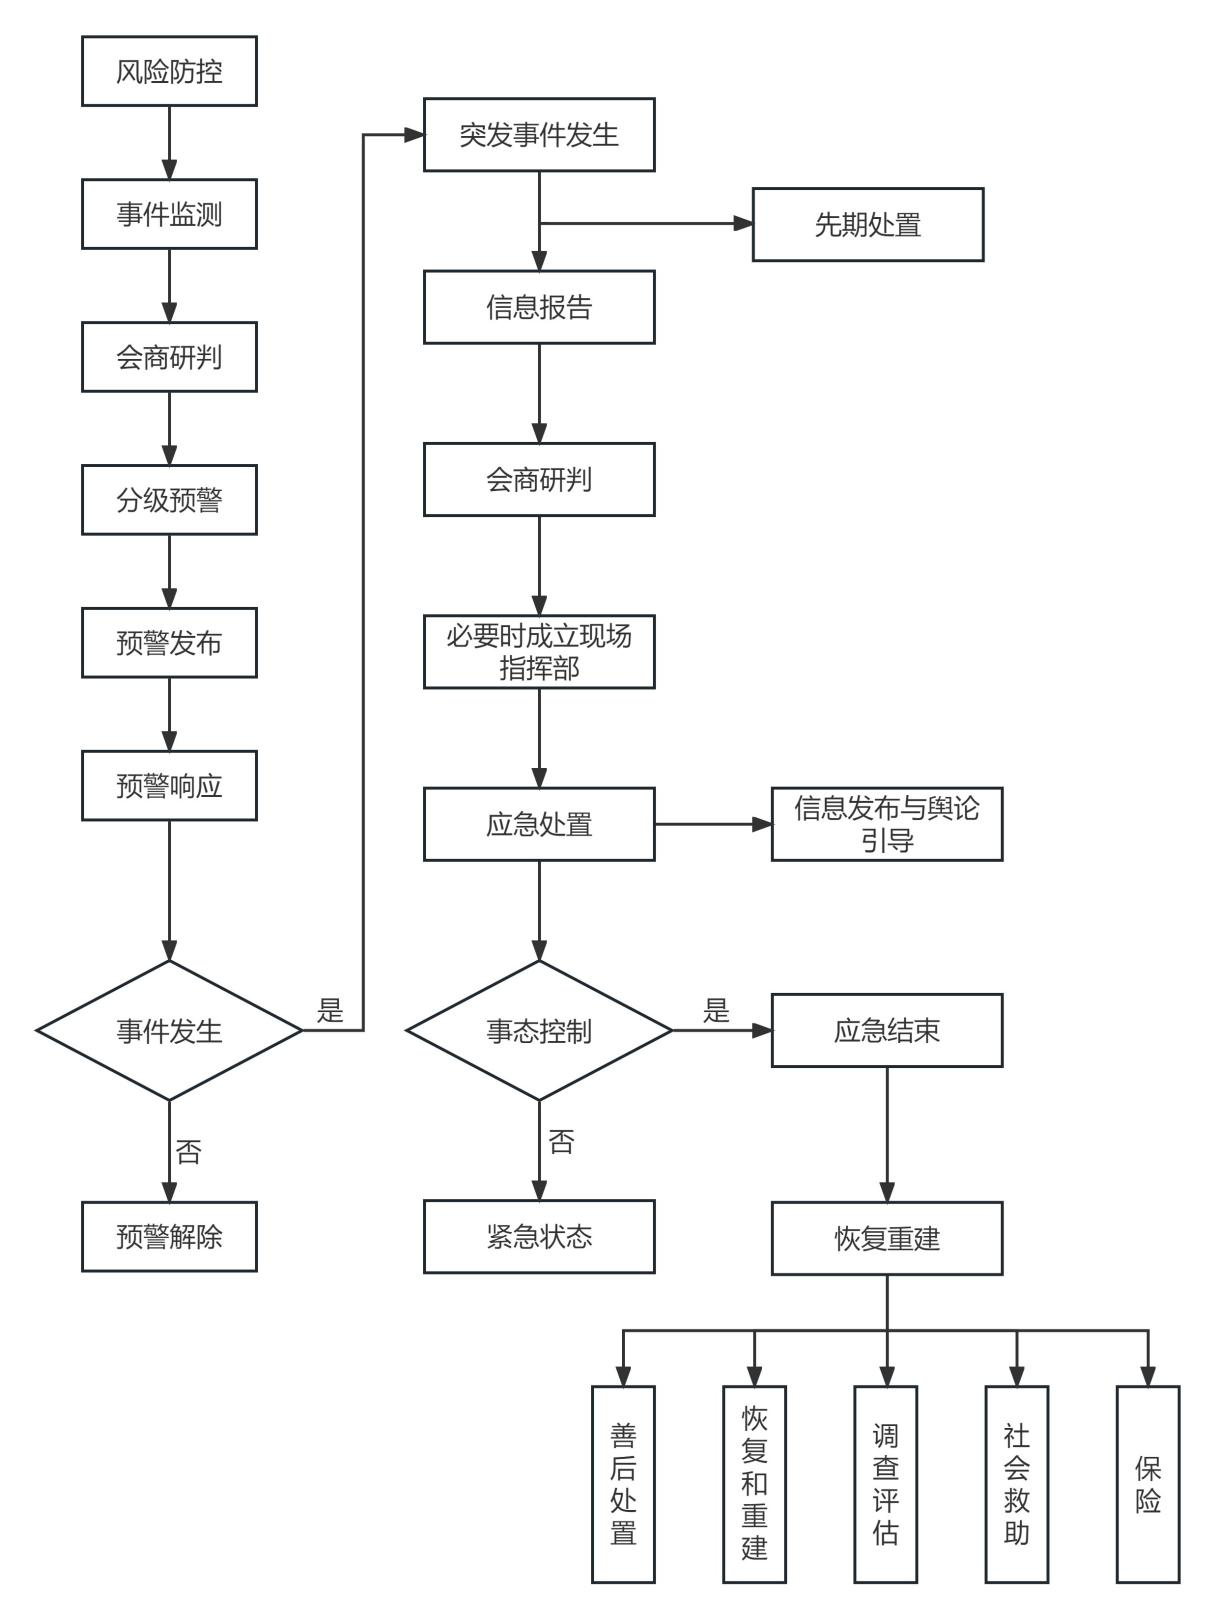 风险防控
事件监测
会商研判
分级预警
预警发布
预警响应
事件发生
是
否
预警解除
突发事件发生
先期处置
信息报告
会商研判
必要时成立现场
指挥部
应急处置
信息发布与舆论
引导
事态控制
是
否
应急结束
紧急状态
恢复重建
善后处置
恢复和重建
调查评估
社会救助
保险